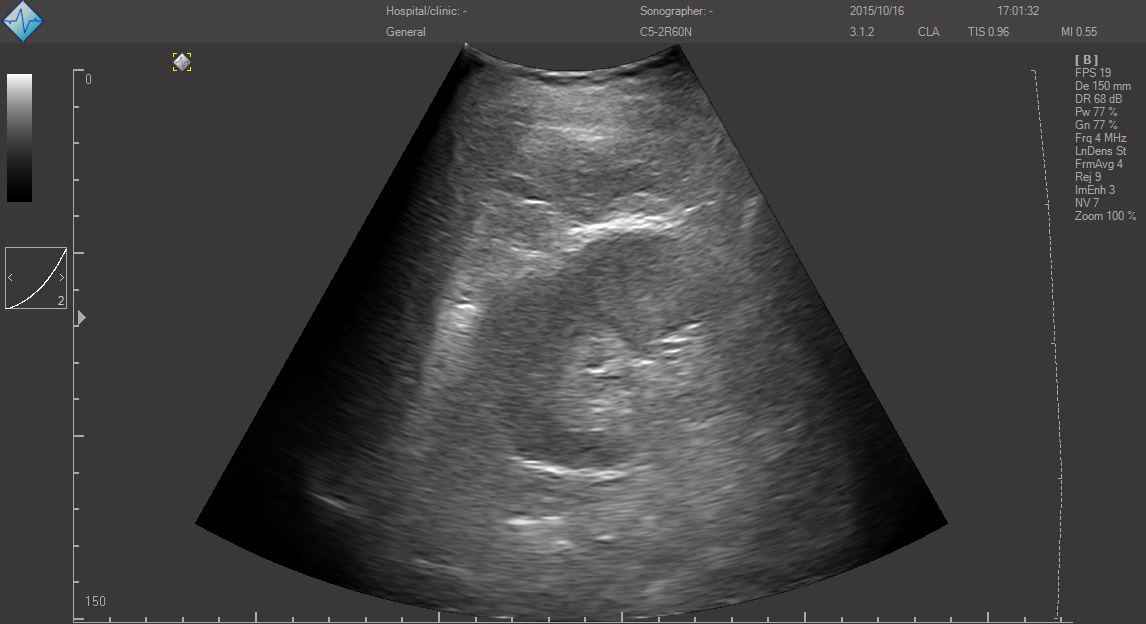 Hospital/clinic: - Sonographer: - 2015/10/16 17:01:32
General C5-2R60N 3.1.2 CLA TIS 0.96 MI 0.55
[ B ]
FPS 19
De 150 mm
DR 68 dB
Pw 77 %
Gn 77 %
Frq 4 MHz
LnDens St
FrmAvg 4
Rej 9
ImEnh 3
NV 7
Zoom 100 %
0
2
150